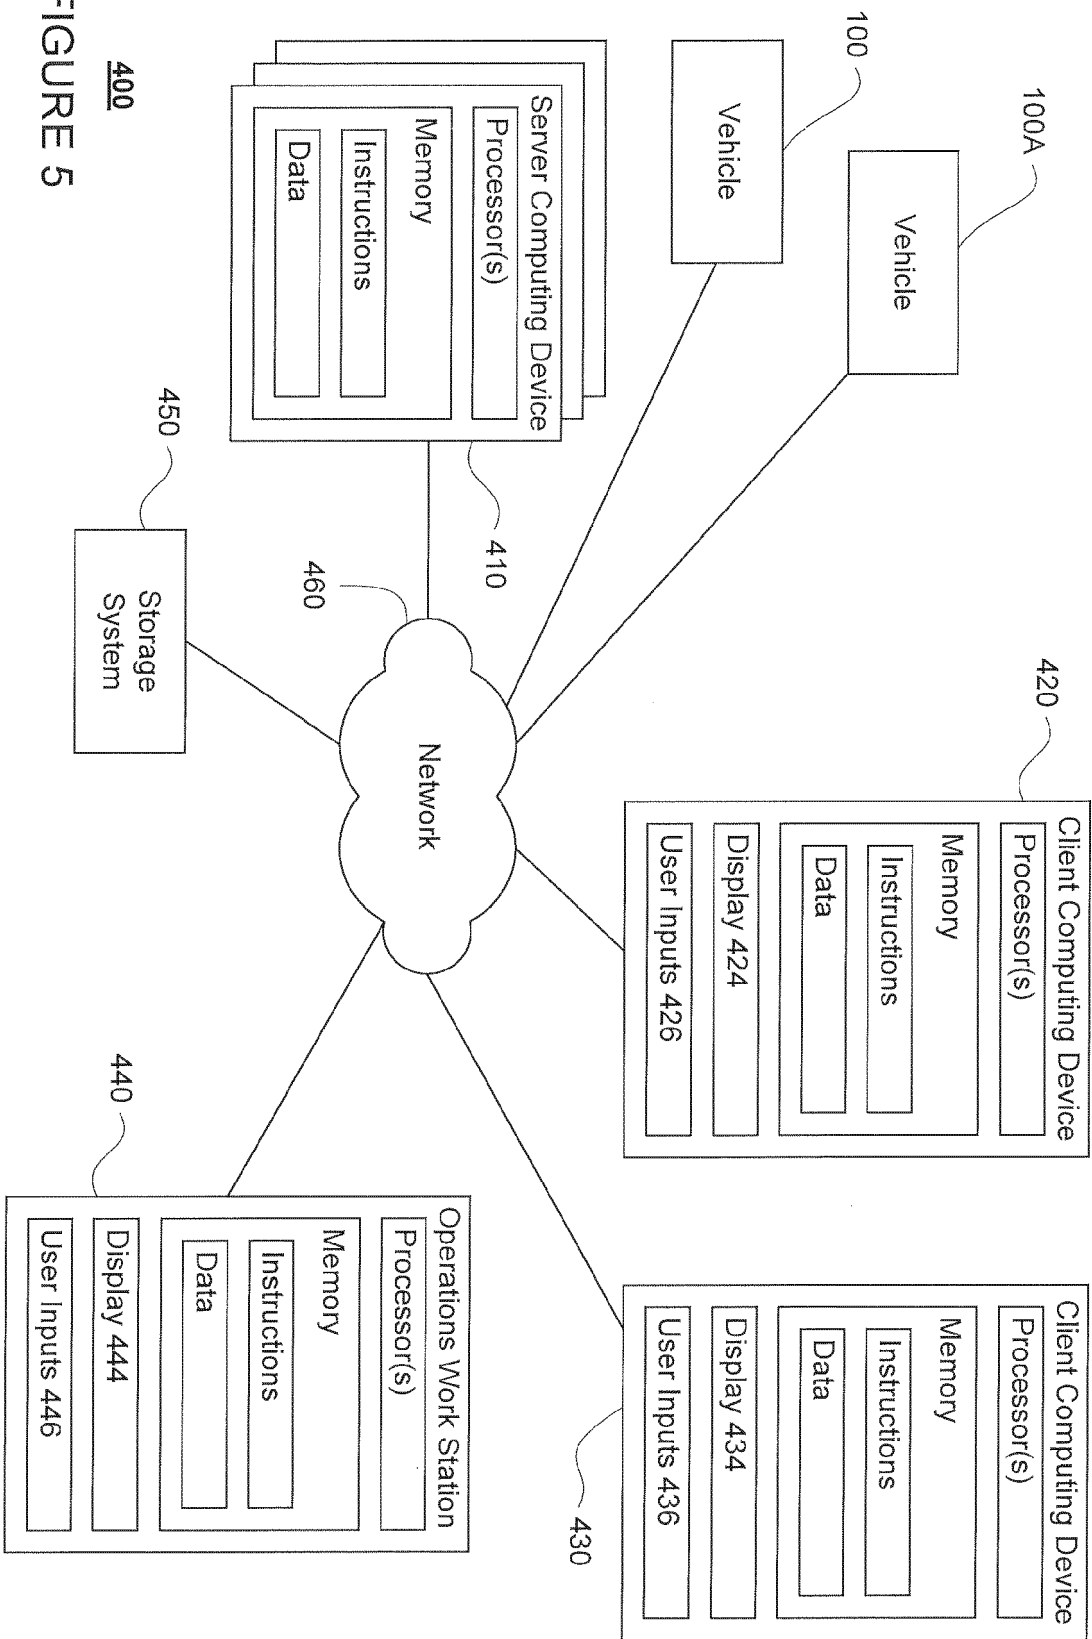 Client Computing Device
Processor(s)
Memory
Instructions
Data
Display 424
User Inputs 426
420
Client Computing Device
Processor(s)
Memory
Instructions
Data
Display 434
User Inputs 436
430
100A
Vehicle
100
Vehicle
Server Computing Device
Processor(s)
Memory
Instructions
Data
410
460
Network
Operations Work Station
Processor(s)
Memory
Instructions
Data
Display 444
User Inputs 446
440
450
Storage
System
400
FIGURE 5